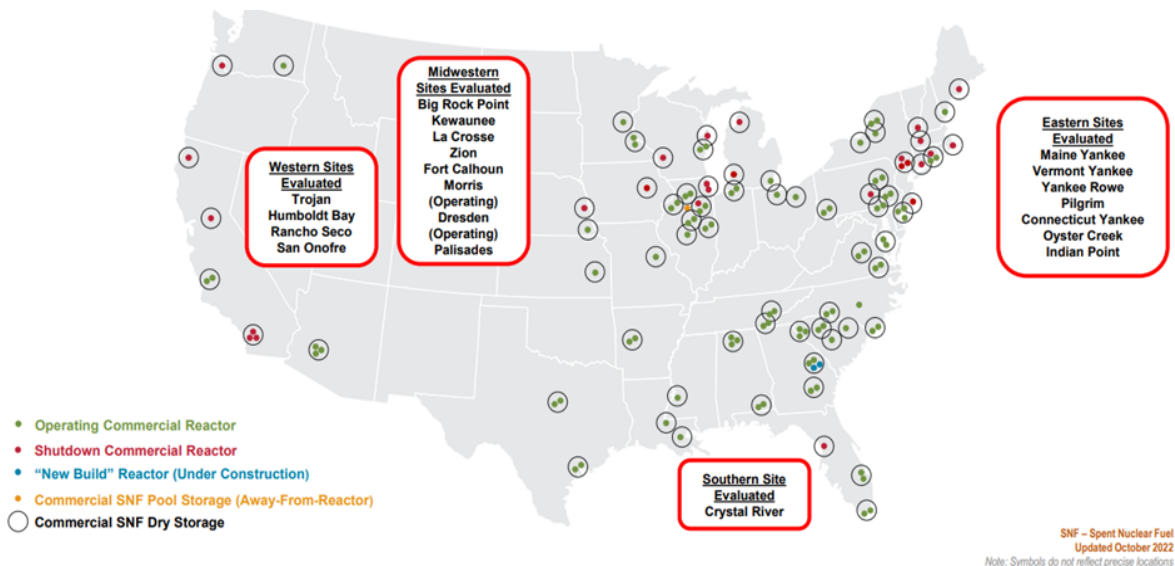 Western Sites
Evaluated
Trojan
Humboldt Bay
Rancho Seco
San Onofre
Midwestern
Sites Evaluated
Big Rock Point
Kewaunee
La Crosse
Zion
Fort Calhoun
Morris
(Operating)
Dresden
(Operating)
Palisades
Eastern Sites
Evaluated
Maine Yankee
Vermont Yankee
Yankee Rowe
Pilgrim
Connecticut Yankee
Oyster Creek
Indian Point
Southern Site
Evaluated
Crystal River
Operating Commercial Reactor
Shutdown Commercial Reactor
“New Build” Reactor (Under Construction)
Commercial SNF Pool Storage (Away-From-Reactor)
Commercial SNF Dry Storage
SNF – Spent Nuclear Fuel
Updated October 2022
Note: Symbols do not reflect precise locations